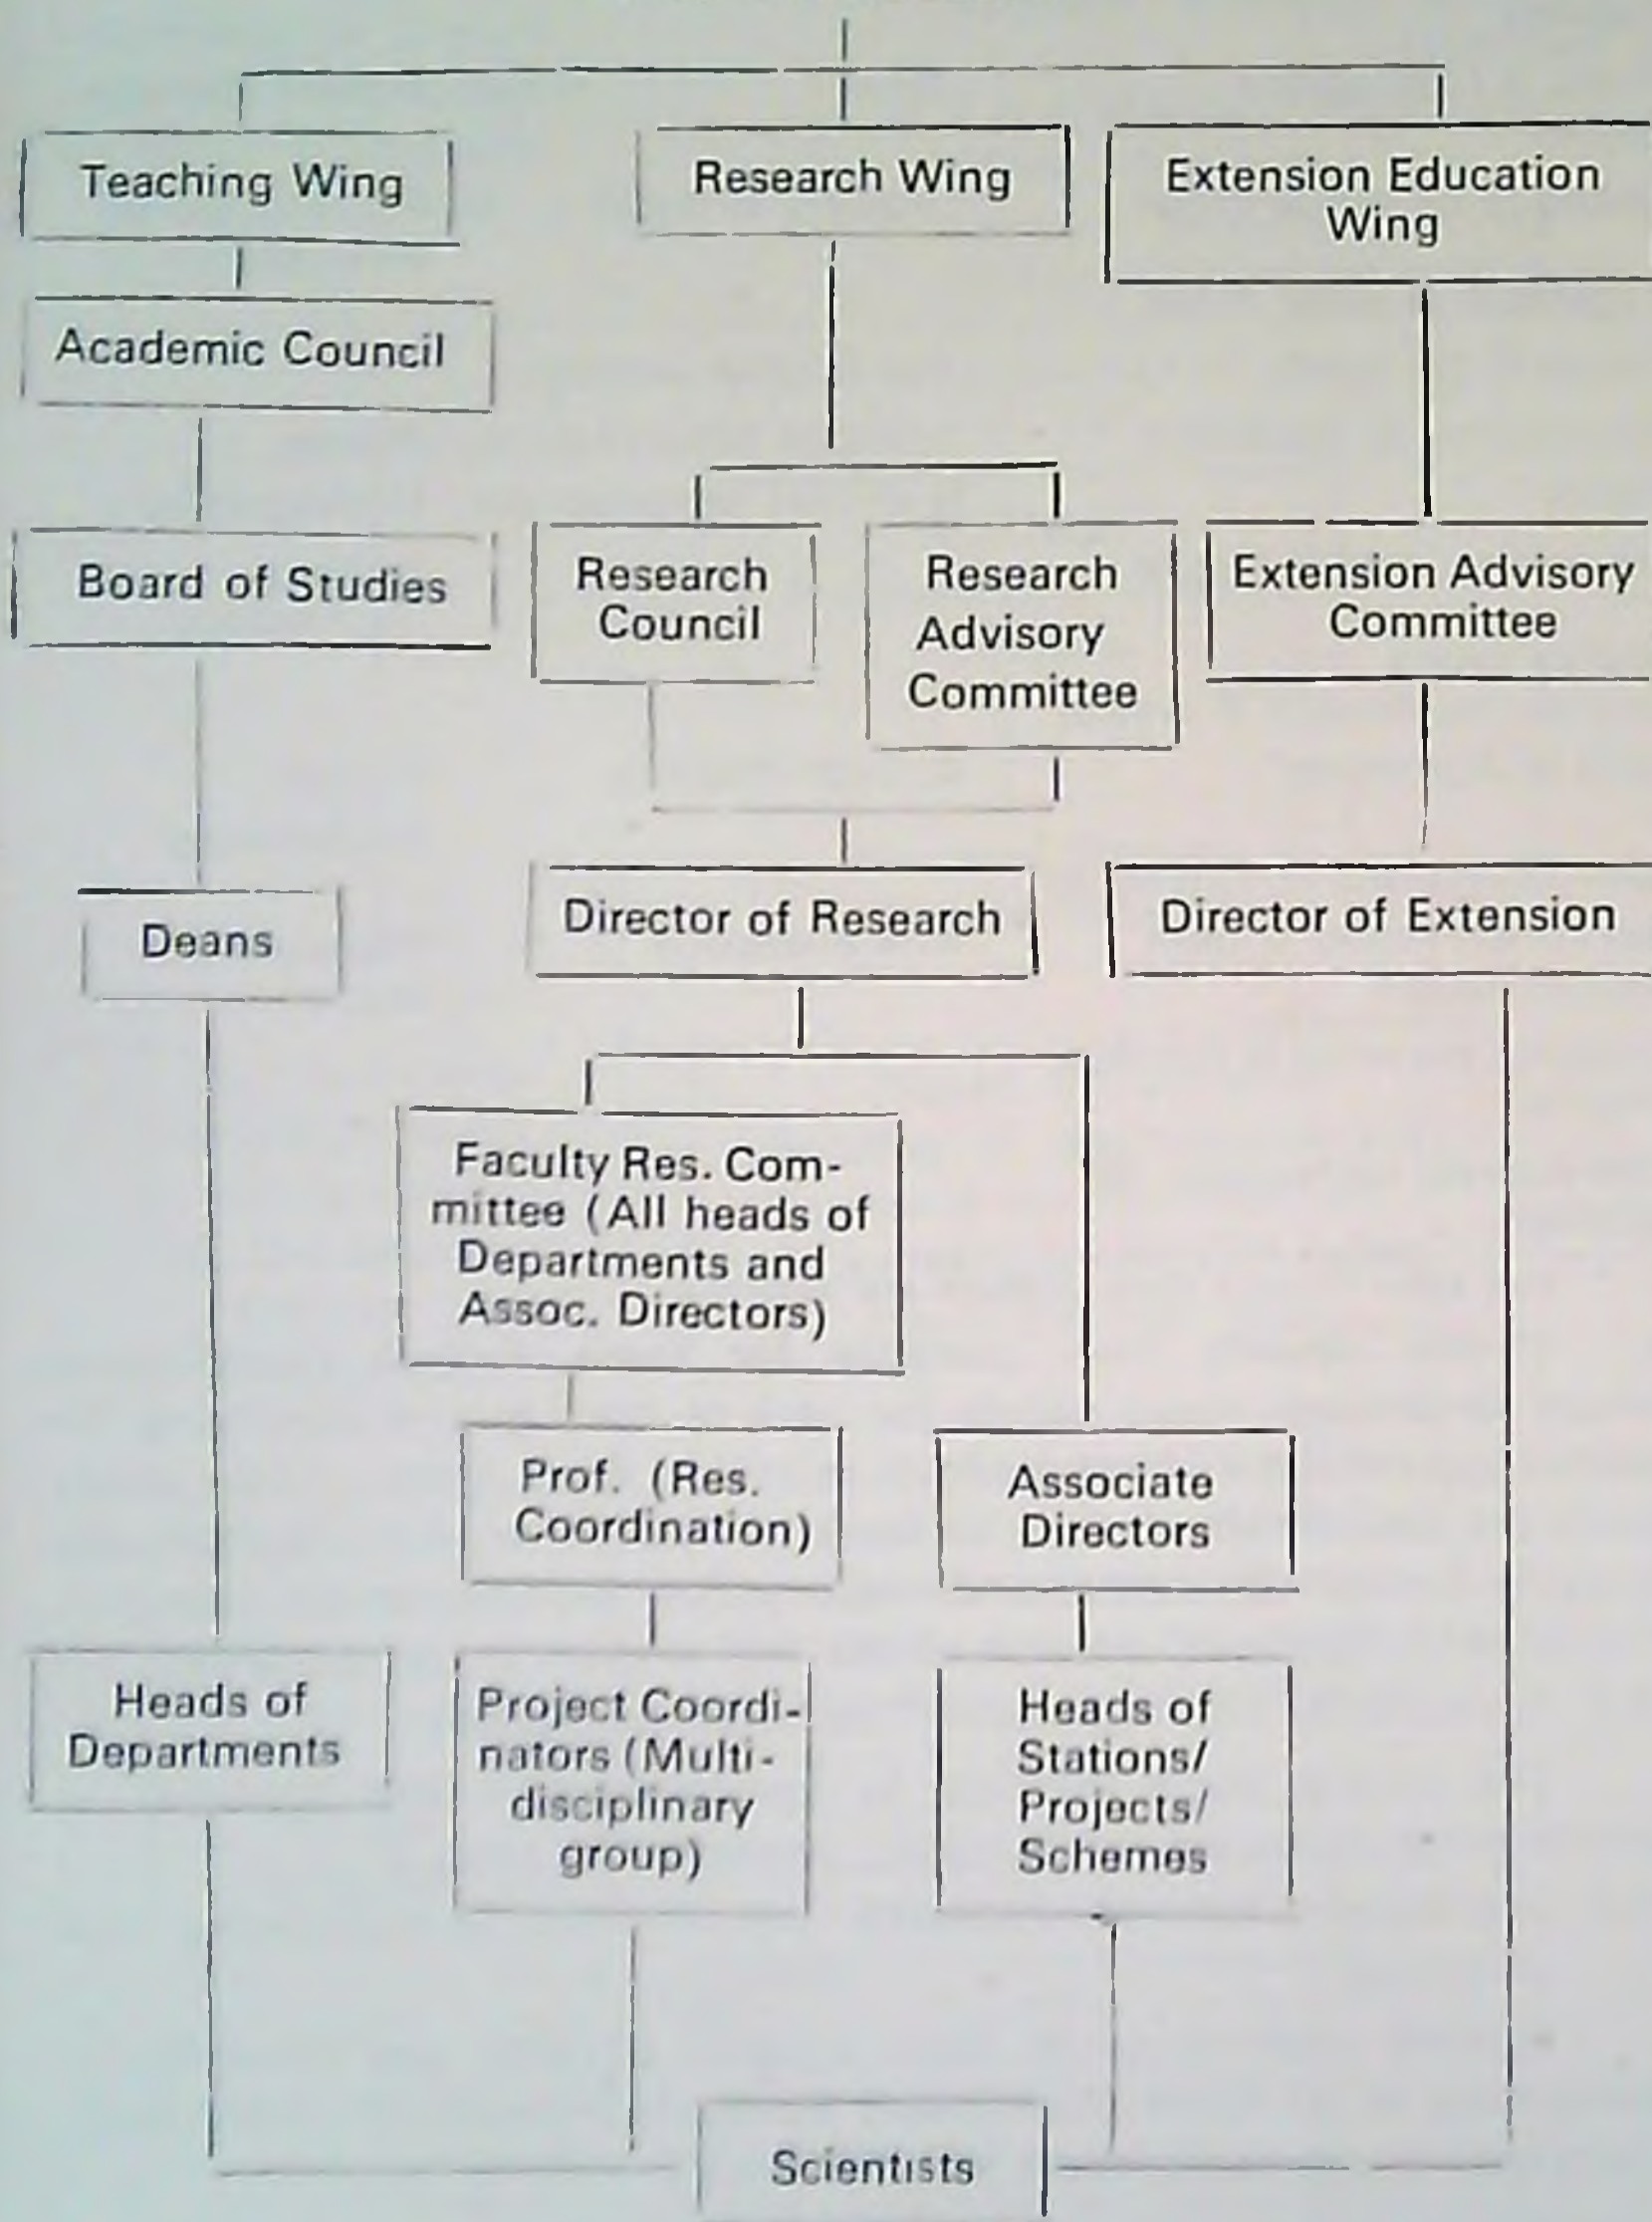 Teaching Wing
Research Wing
Extension Education
Wing
Academic Council
Board of Studies
Research
Council
Research
Advisory
Committee
Extension Advisory
Committee
Deans
Director of Research
Director of Extension
Faculty Res. Com-
mittee (All heads of
Departments and
Assoc. Directors)
Prof. (Res.
Coordination)
Associate
Directors
Heads of
Departments
Project Coordi-
nators (Multi-
disciplinary
group)
Heads of
Stations/
Projects/
Schemes
Scientists